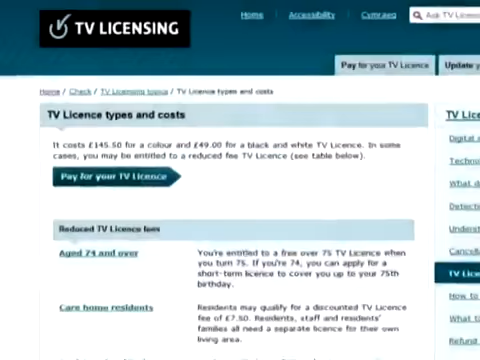 TV LICENSING
Home
Accessibility
Cymraeg
Ask TV Licens
Pay for your TV Licence
Update y
Home / Check / TV Licensing topics / TV Licence types and costs
TV Licence types and costs
It costs £145.50 for a colour and £49.00 for a black and white TV Licence. In some
cases, you may be entitled to a reduced fee TV Licence (see table below).
Pay for your TV Licence
Reduced TV Licence fees
Aged 74 and over
You're entitled to a free over 75 TV Licence when
you turn 75. If you're 74, you can apply for a
short-term licence to cover you up to your 75th
birthday.
Care home residents
Residents may qualify for a discounted TV Licence
fee of £7.50. Residents, staff and residents'
families all need a separate licence for their own
living area.
TV Lice
Digital
Techno
What d
Detecti
Underst
Cancell
TV Lice
How to
What t
Refund